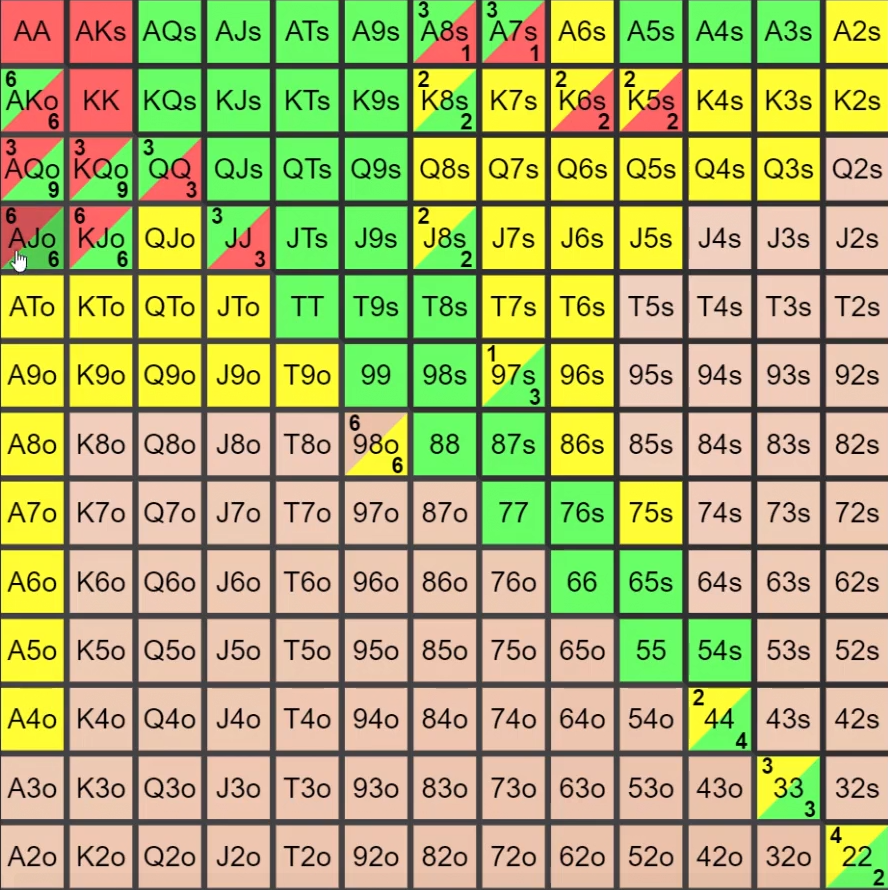 AA AKs AQs AJs ATs A9s 3 A8s 1 3 A7s 1 A6s A5s A4s A3s A2s
6 AKo 6 KK KQs KJs KTs K9s 2 K8s 2 K7s 2 K6s 2 2 K5s 2 K4s K3s K2s
3 AQo 9 3 KQo 9 3 QQ 3 QJs QTs Q9s Q8s Q7s Q6s Q5s Q4s Q3s Q2s
6 AJo 6 6 KJo 6 QJo 3 JJ 3 JTs J9s 2 J8s 2 J7s J6s J5s J4s J3s J2s
ATo KTo QTo JTo TT T9s T8s T7s T6s T5s T4s T3s T2s
A9o K9o Q9o J9o T9o 99 98s 1 97s 3 96s 95s 94s 93s 92s
A8o K8o Q8o J8o T8o 6 98o 6 88 87s 86s 85s 84s 83s 82s
A7o K7o Q7o J7o T7o 97o 87o 77 76s 75s 74s 73s 72s
A6o K6o Q6o J6o T6o 96o 86o 76o 66 65s 64s 63s 62s
A5o K5o Q5o J5o T5o 95o 85o 75o 65o 55 54s 53s 52s
A4o K4o Q4o J4o T4o 94o 84o 74o 64o 54o 2 44 4 43s 42s
A3o K3o Q3o J3o T3o 93o 83o 73o 63o 53o 43o 3 33 3 32s
A2o K2o Q2o J2o T2o 92o 82o 72o 62o 52o 42o 32o 4 22 2